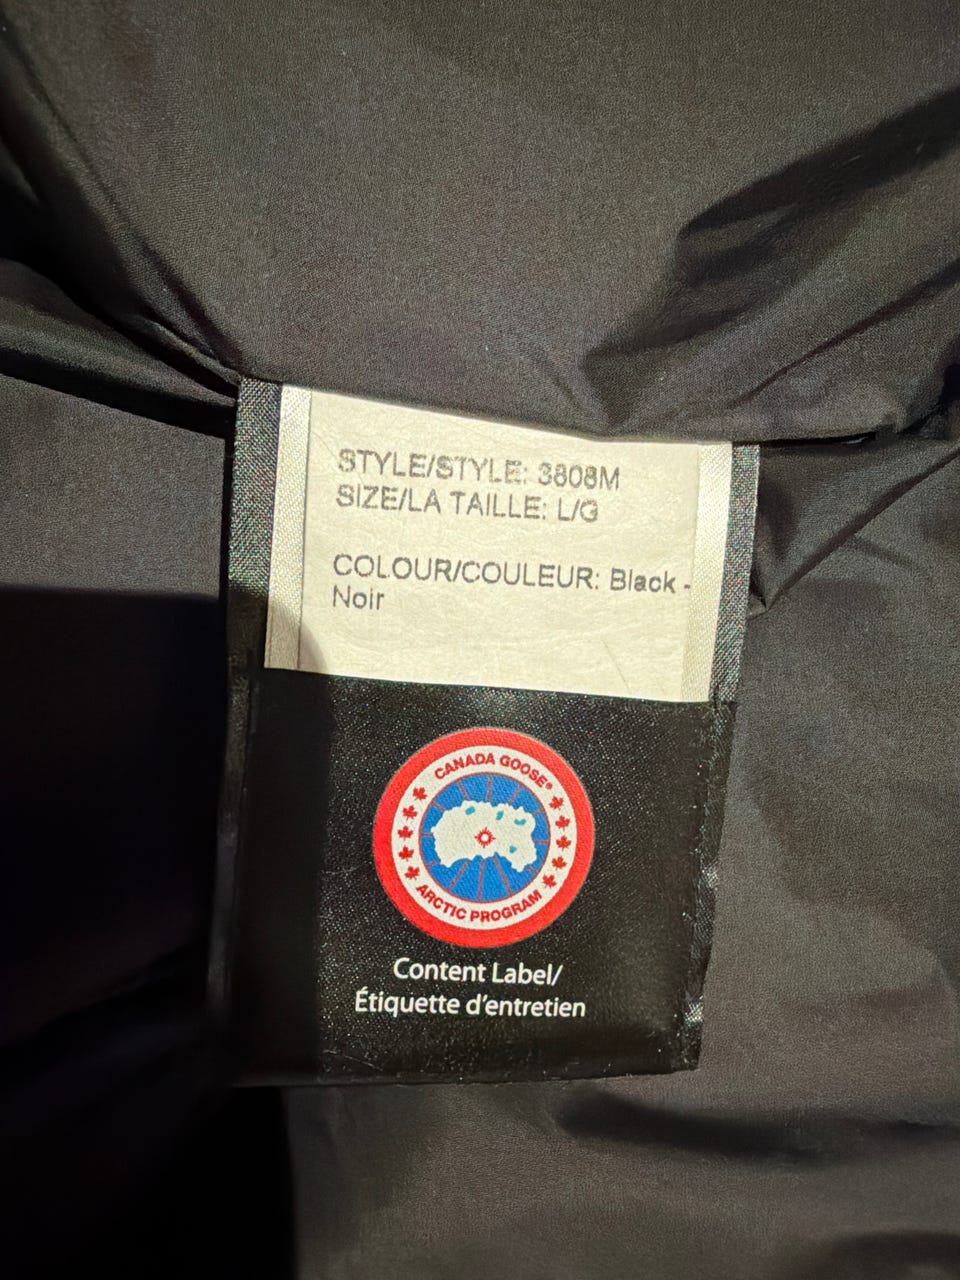 STYLE/STYLE: 3808M
SIZE/LA TAILLE: L/G
COLOUR/COULEUR: Black -
Noir
CANADA GOOSE®
ARCTIC PROGRAM
Content Label/
Étiquette d'entretien